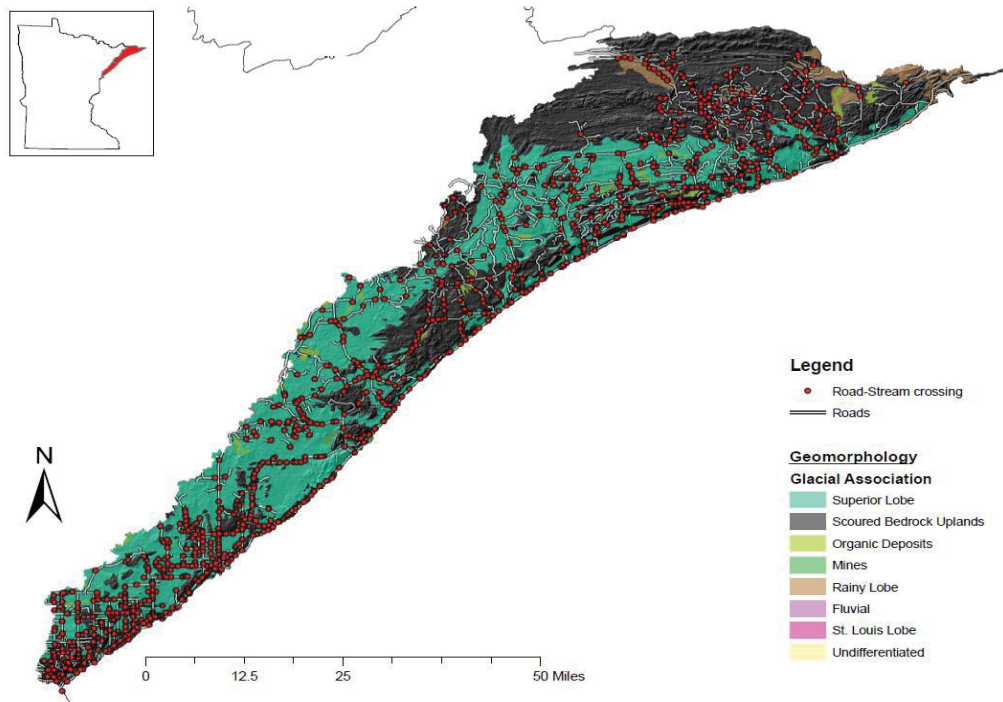 Legend
Road-Stream crossing
Roads
Geomorphology
Glacial Association
Superior Lobe
Scoured Bedrock Uplands
Organic Deposits
Mines
Rainy Lobe
Fluvial
St. Louis Lobe
Undifferentiated
N
0 12.5 25 50 Miles